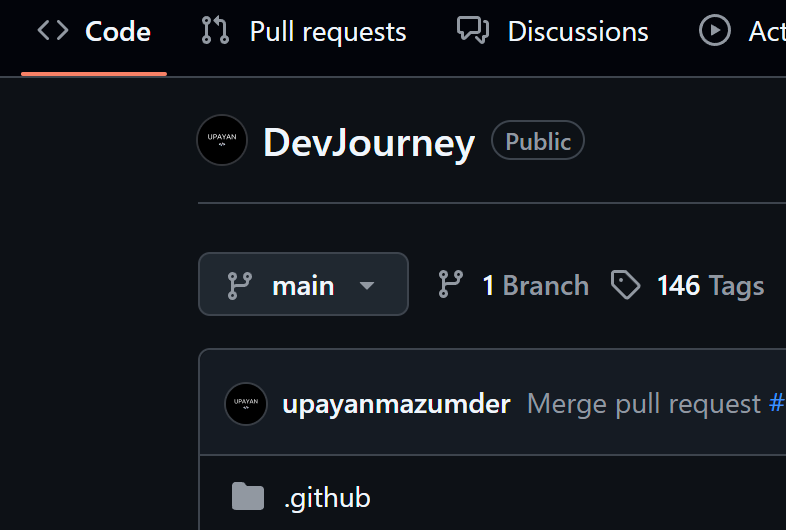 Code Pull requests Discussions Act
UPAYAN
</>
DevJourney Public
main 1 Branch 146 Tags
UPAYAN
</>
upayanmazumder Merge pull request #
.github